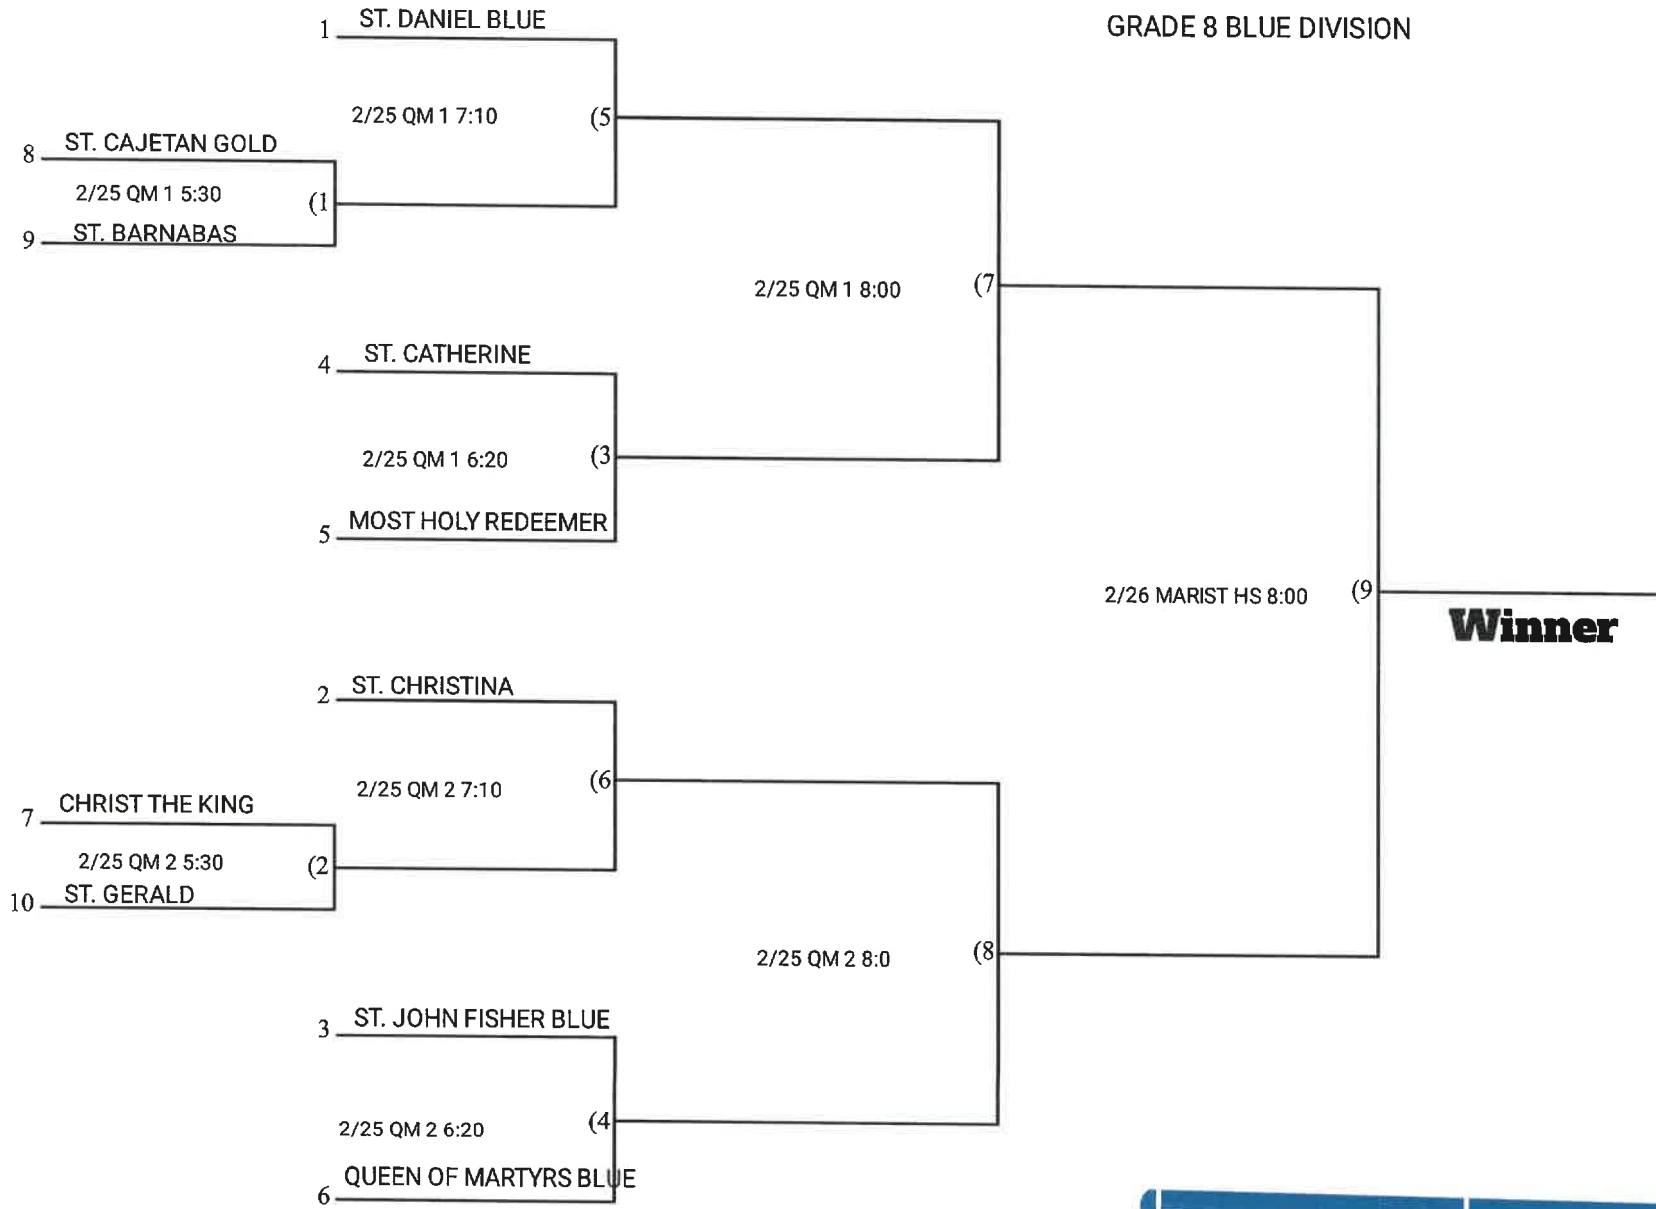 GRADE 8 BLUE DIVISION
1 ST. DANIEL BLUE
2/25 QM 1 7:10 (5
8 ST. CAJETAN GOLD
2/25 QM 1 5:30 (1
9 ST. BARNABAS
2/25 QM 1 8:00 (7
4 ST. CATHERINE
2/25 QM 1 6:20 (3
5 MOST HOLY REDEEMER
2/26 MARIST HS 8:00 (9
Winner
2 ST. CHRISTINA
2/25 QM 2 7:10 (6
7 CHRIST THE KING
2/25 QM 2 5:30 (2
10 ST. GERALD
2/25 QM 2 8:0 (8
3 ST. JOHN FISHER BLUE
2/25 QM 2 6:20 (4
6 QUEEN OF MARTYRS BLUE